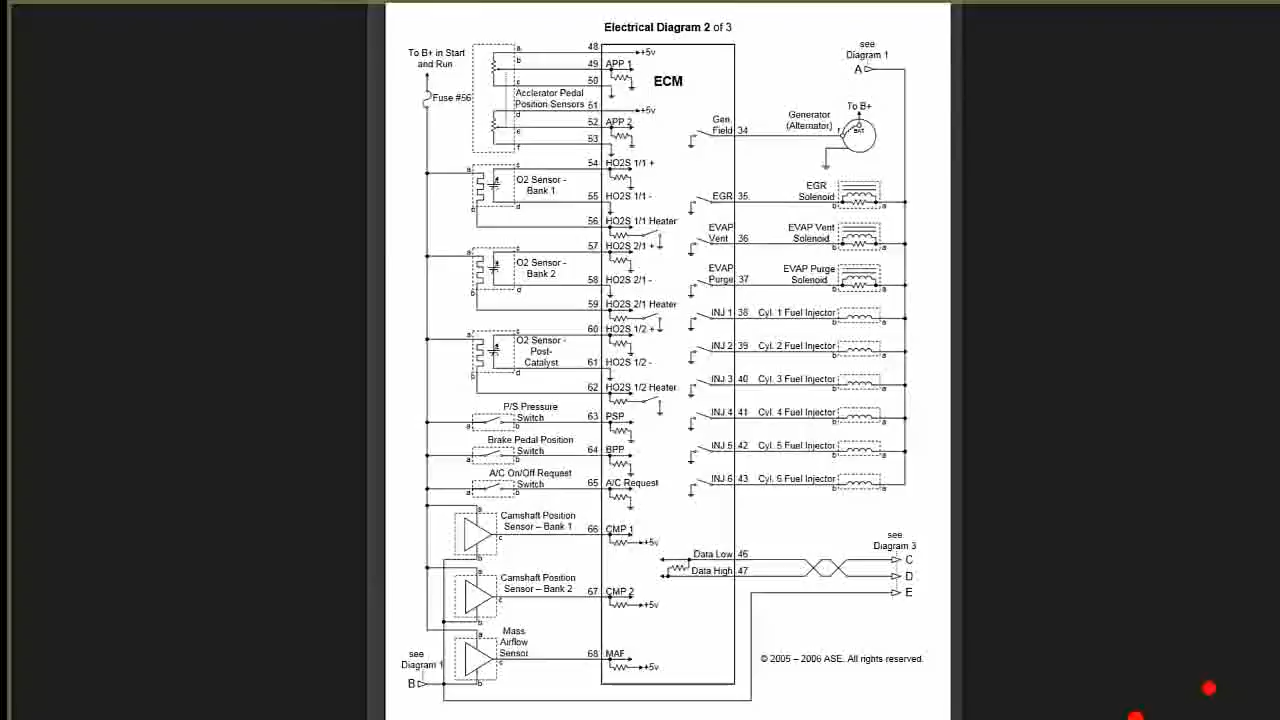 Electrical Diagram 2 of 3
To B+ in Start
and Run
Fuse #56
a
b
c
Acclerator Pedal
Position Sensors
d
e
f
48
+5v
49 APP 1
50
ECM
51
+5v
52 APP 2
53
54 HO2S 1/1 +
a
c
O2 Sensor -
Bank 1
b
d
55 HO2S 1/1 -
56 HO2S 1/1 Heater
57 HO2S 2/1 +
a
c
O2 Sensor -
Bank 2
b
d
58 HO2S 2/1 -
59 HO2S 2/1 Heater
60 HO2S 1/2 +
a
c
O2 Sensor -
Post-
Catalyst
b
d
61 HO2S 1/2 -
62 HO2S 1/2 Heater
P/S Pressure
Switch
a
b
63 PSP
Brake Pedal Position
Switch
a
b
64 BPP
A/C On/Off Request
Switch
a
b
65 A/C Request
Camshaft Position
Sensor – Bank 1
a
c
b
66 CMP 1
+5v
Camshaft Position
Sensor – Bank 2
a
c
b
67 CMP 2
+5v
Mass
Airflow
Sensor
a
c
b
68 MAF
+5v
see
Diagram 1
B
see
Diagram 1
A
Gen.
Field 34
Generator
(Alternator)
To B+
f
BAT
EGR 35
EGR
Solenoid
b
a
EVAP
Vent 36
EVAP Vent
Solenoid
b
a
EVAP
Purge 37
EVAP Purge
Solenoid
b
a
INJ 1 38 Cyl. 1 Fuel Injector
b
a
INJ 2 39 Cyl. 2 Fuel Injector
b
a
INJ 3 40 Cyl. 3 Fuel Injector
b
a
INJ 4 41 Cyl. 4 Fuel Injector
b
a
INJ 5 42 Cyl. 5 Fuel Injector
b
a
INJ 6 43 Cyl. 6 Fuel Injector
b
a
see
Diagram 3
Data Low 46
C
Data High 47
D
E
© 2005 – 2006 ASE. All rights reserved.